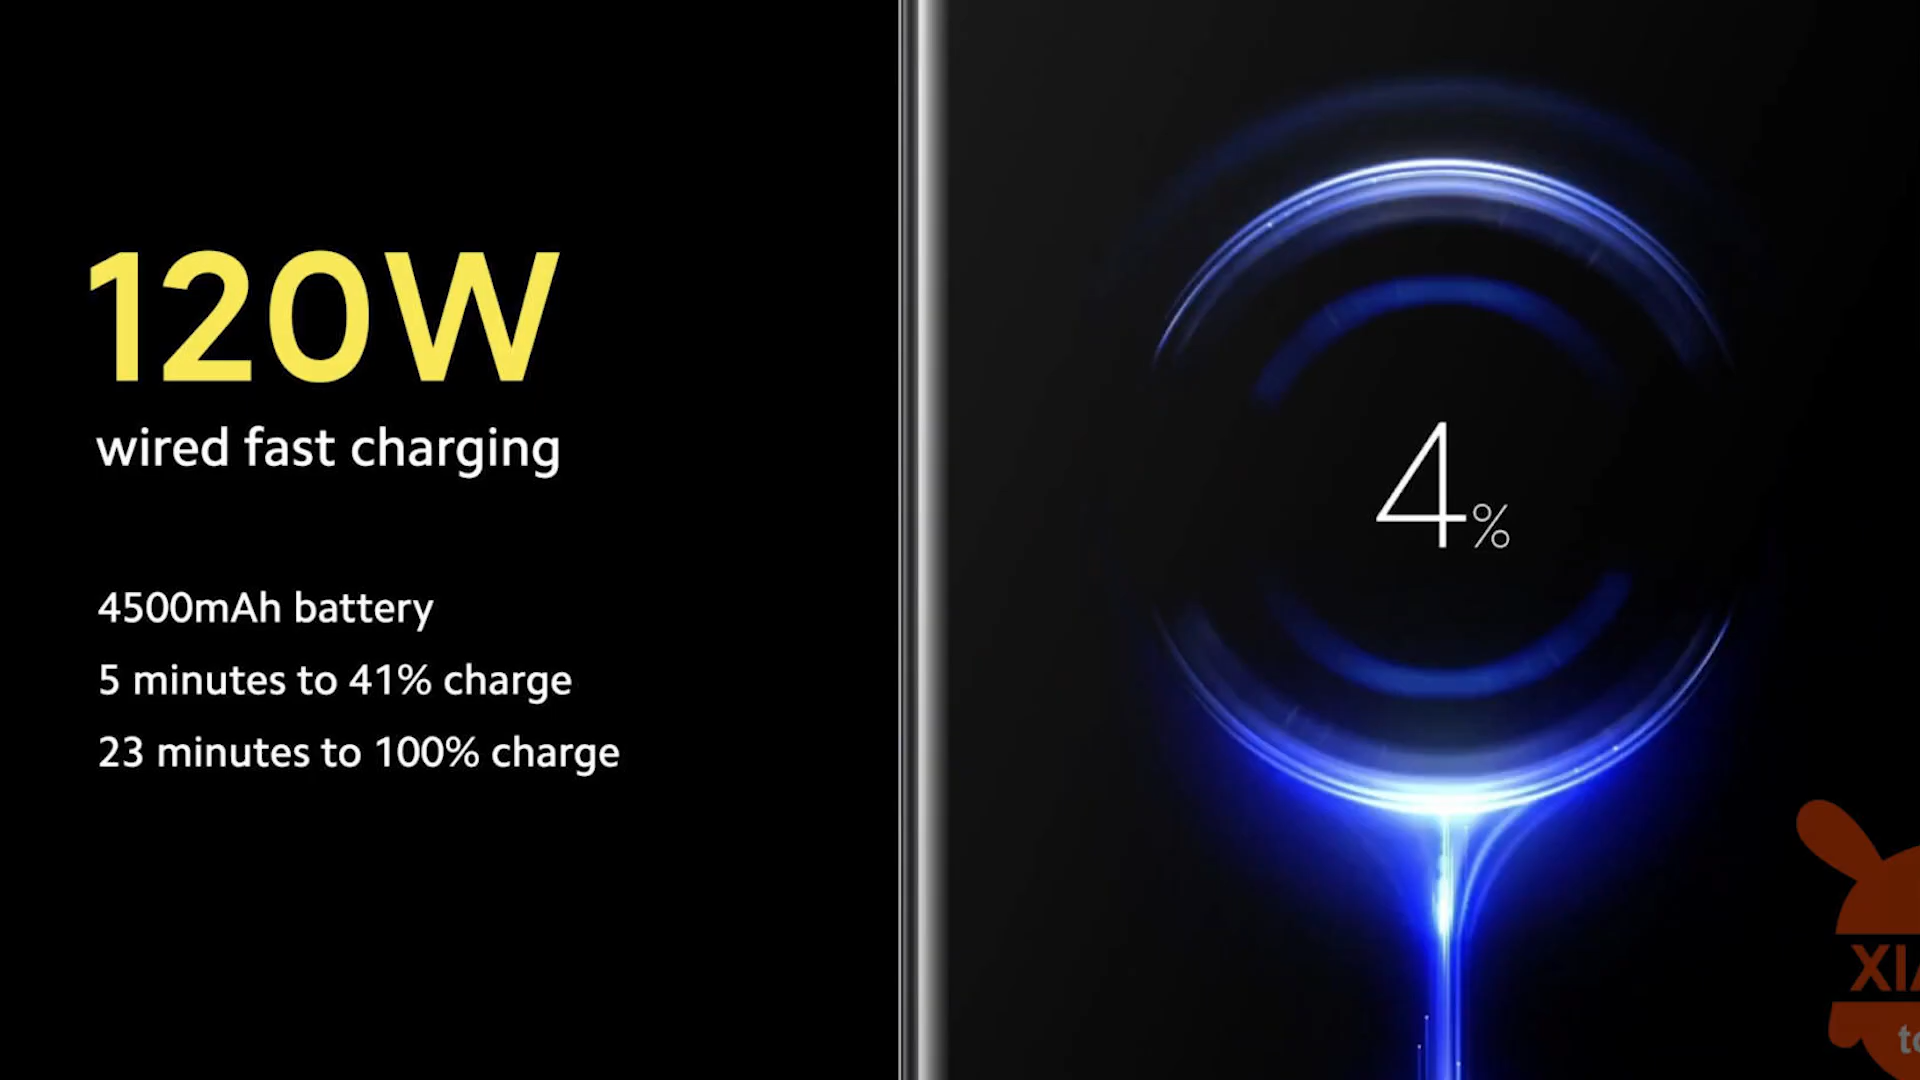 120W
wired fast charging
4500mAh battery
5 minutes to 41% charge
23 minutes to 100% charge
4%